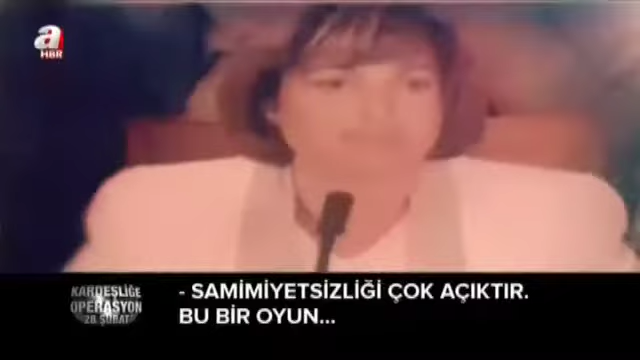 a
HBR
KARDEŞLİĞE
OPERASYON
28 ŞUBAT
- SAMİMİYETSİZLİĞİ ÇOK AÇIKTIR.
BU BİR OYUN...